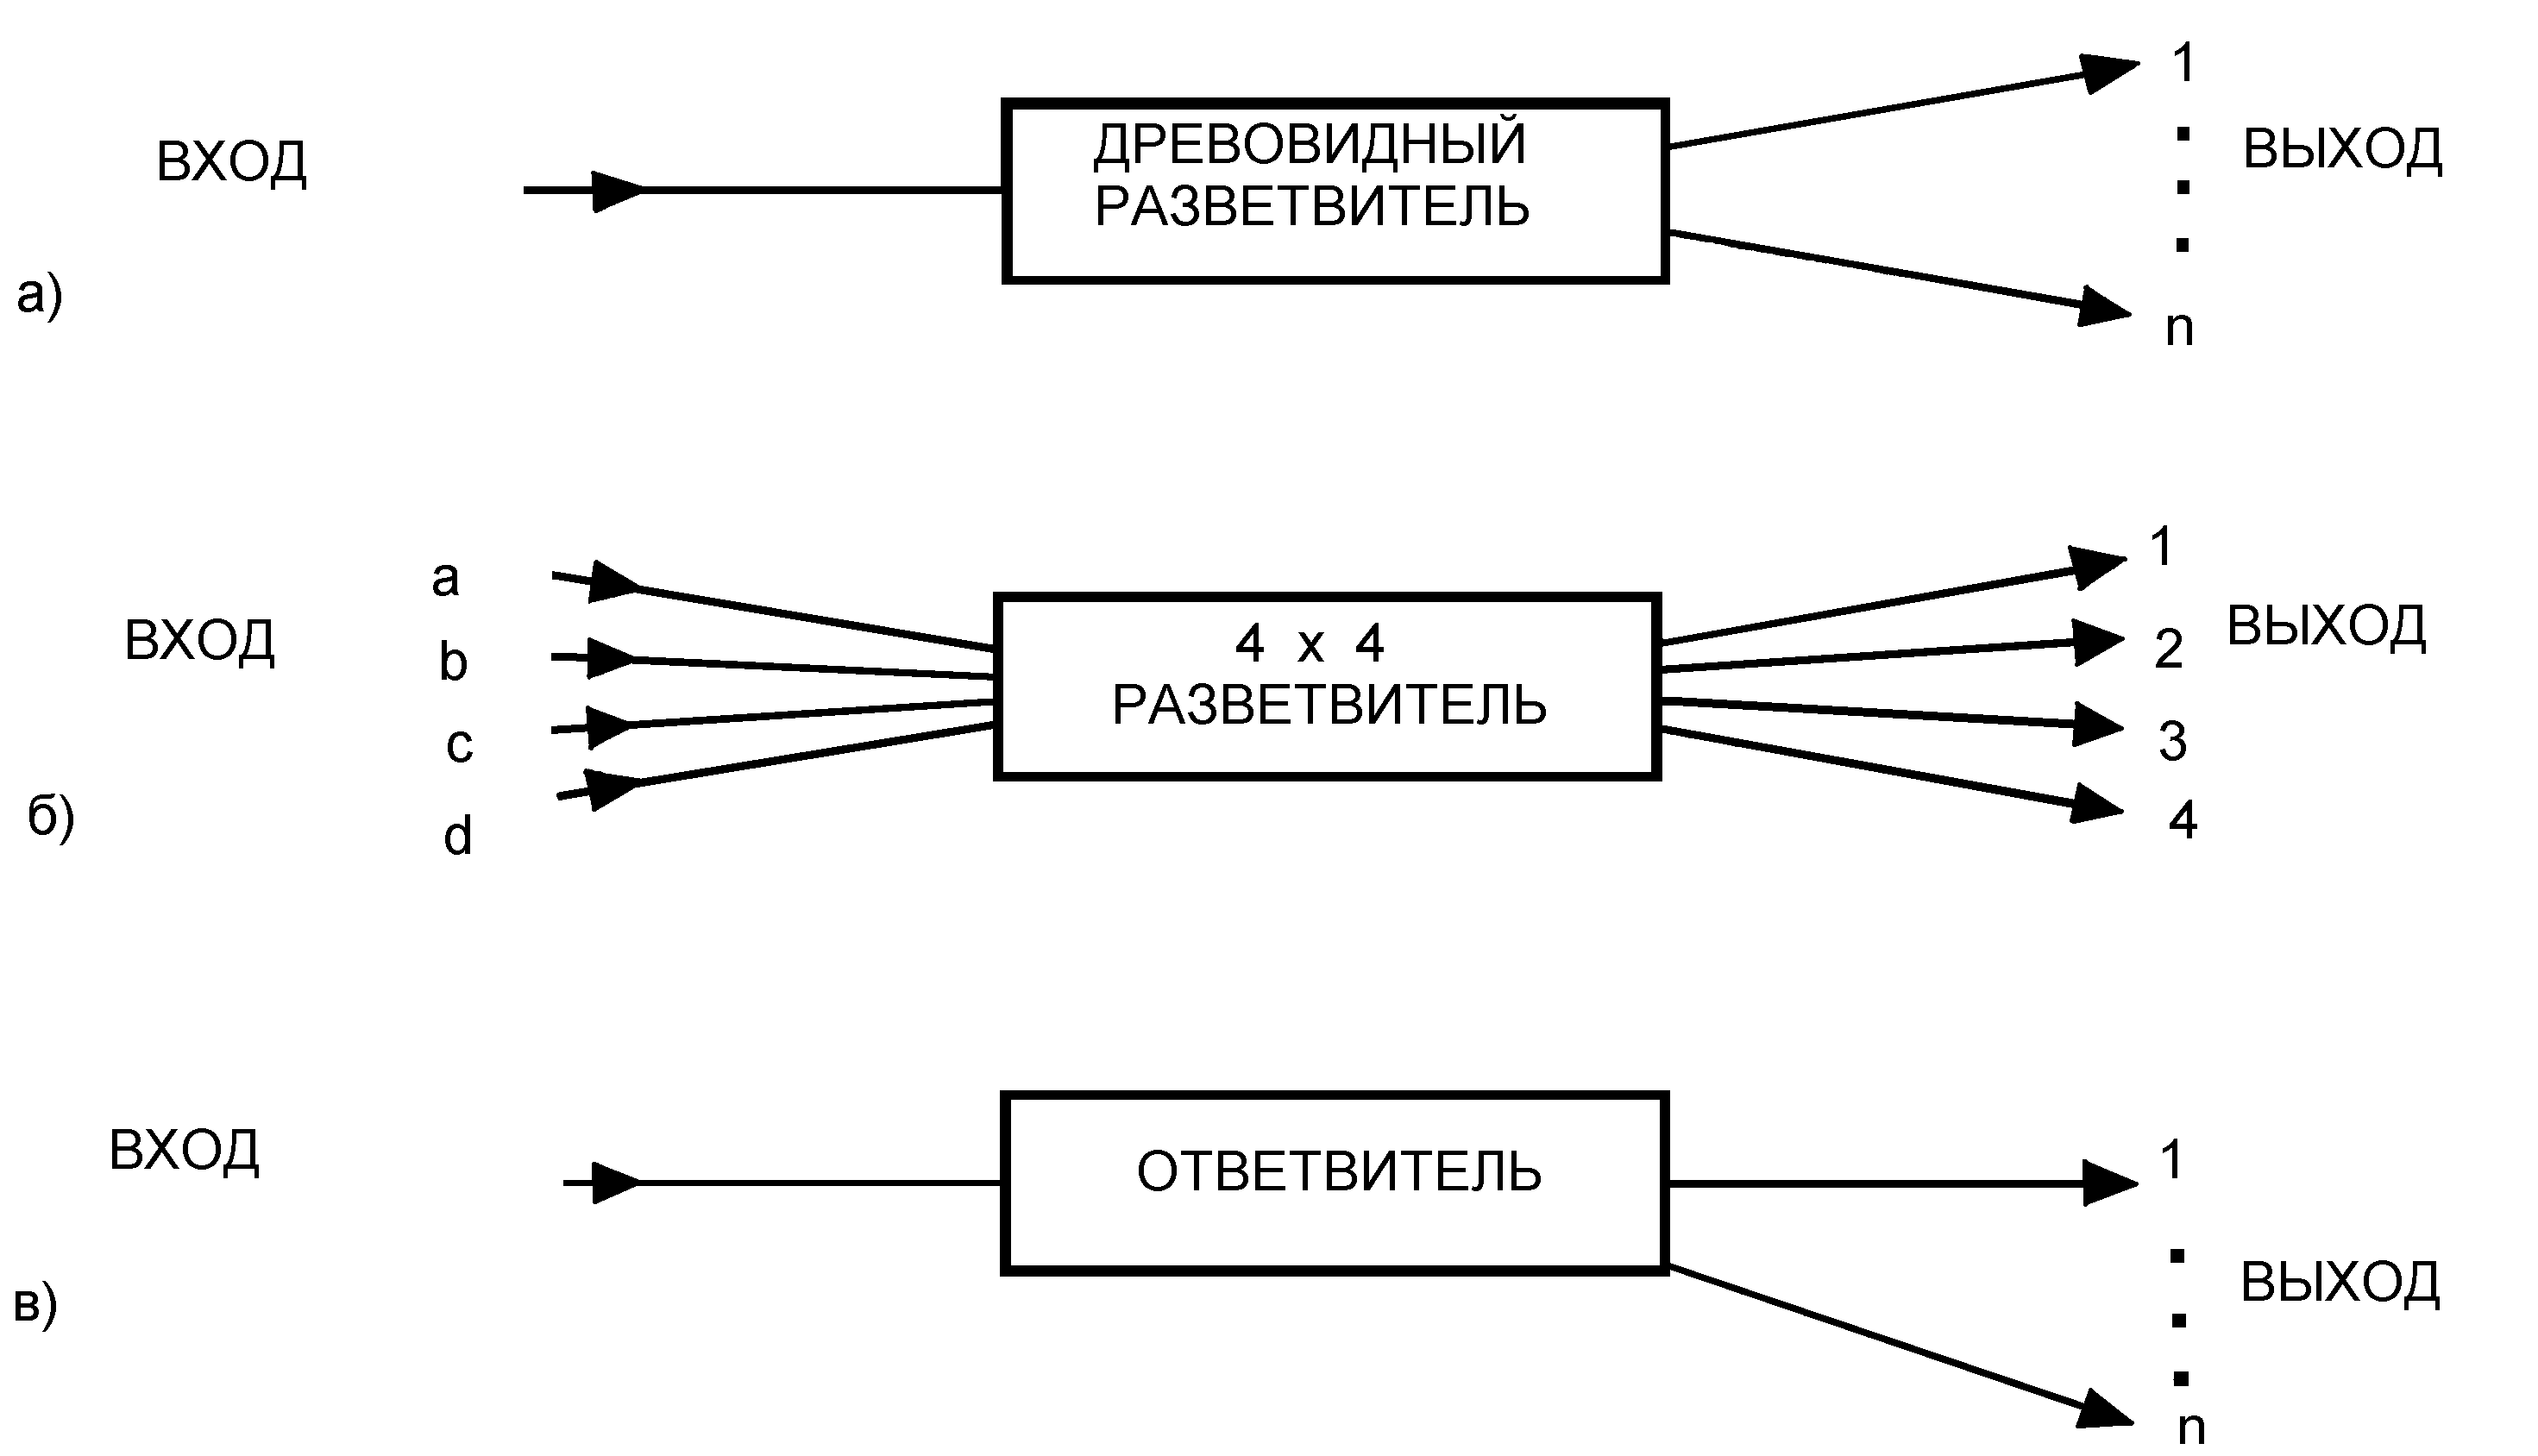 1
ДРЕВОВИДНЫЙ
ВХОД
ВЫХОД
РАЗВЕТВИТЕЛЬ
а)
n
1
a
ВХОД
4 x 4
2
ВЫХОД
b
РАЗВЕТВИТЕЛЬ
c
3
б)
d
4
ВХОД
ОТВЕТВИТЕЛЬ
1
в)
ВЫХОД
n